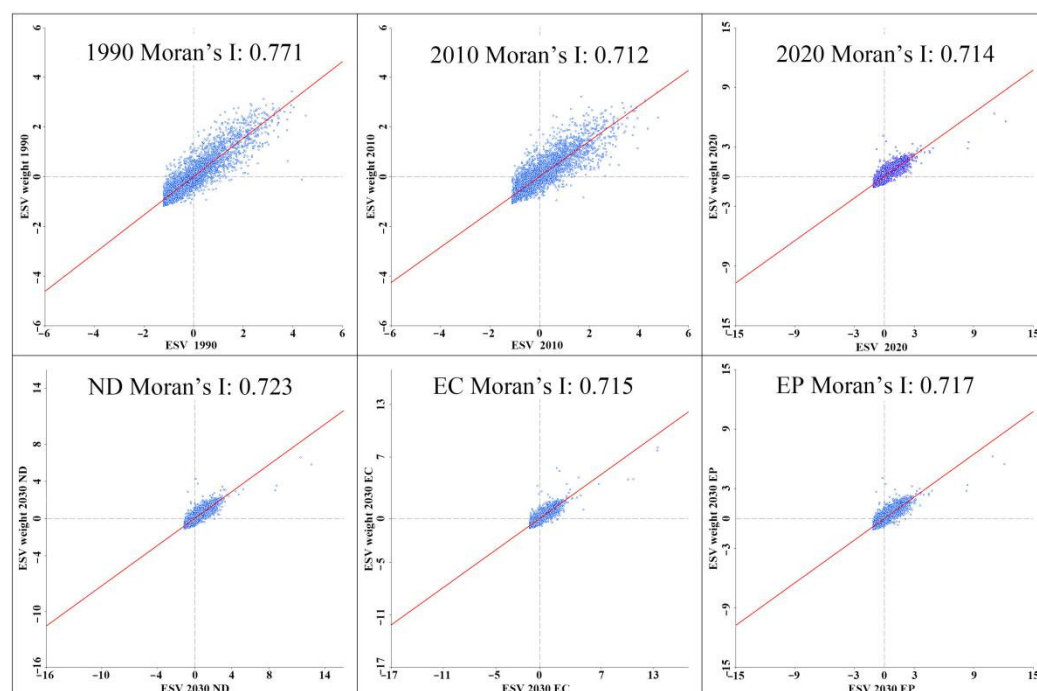 1990 Moran's I: 0.771
ESV weight 1990
6
4
2
0
−2
−4
−6
−6 −4 −2 0 2 4 6
ESV 1990
2010 Moran's I: 0.712
ESV weight 2010
6
4
2
0
−2
−4
−6
−6 −4 −2 0 2 4 6
ESV 2010
2020 Moran's I: 0.714
ESV weight 2020
15
9
3
−3
−9
−15
−15 −9 −3 0 3 9 15
ESV 2020
ND Moran's I: 0.723
ESV weight 2030 ND
14
8
4
0
−4
−10
−16
−16 −10 −4 0 4 8 14
ESV 2030 ND
EC Moran's I: 0.715
ESV weight 2030 EC
13
7
0
−5
−11
−17
−17 −11 −5 0 7 13
ESV 2030 EC
EP Moran's I: 0.717
ESV weight 2030 EP
15
9
3
−3
−9
−15
−15 −9 −3 0 3 9 15
ESV 2030 EP